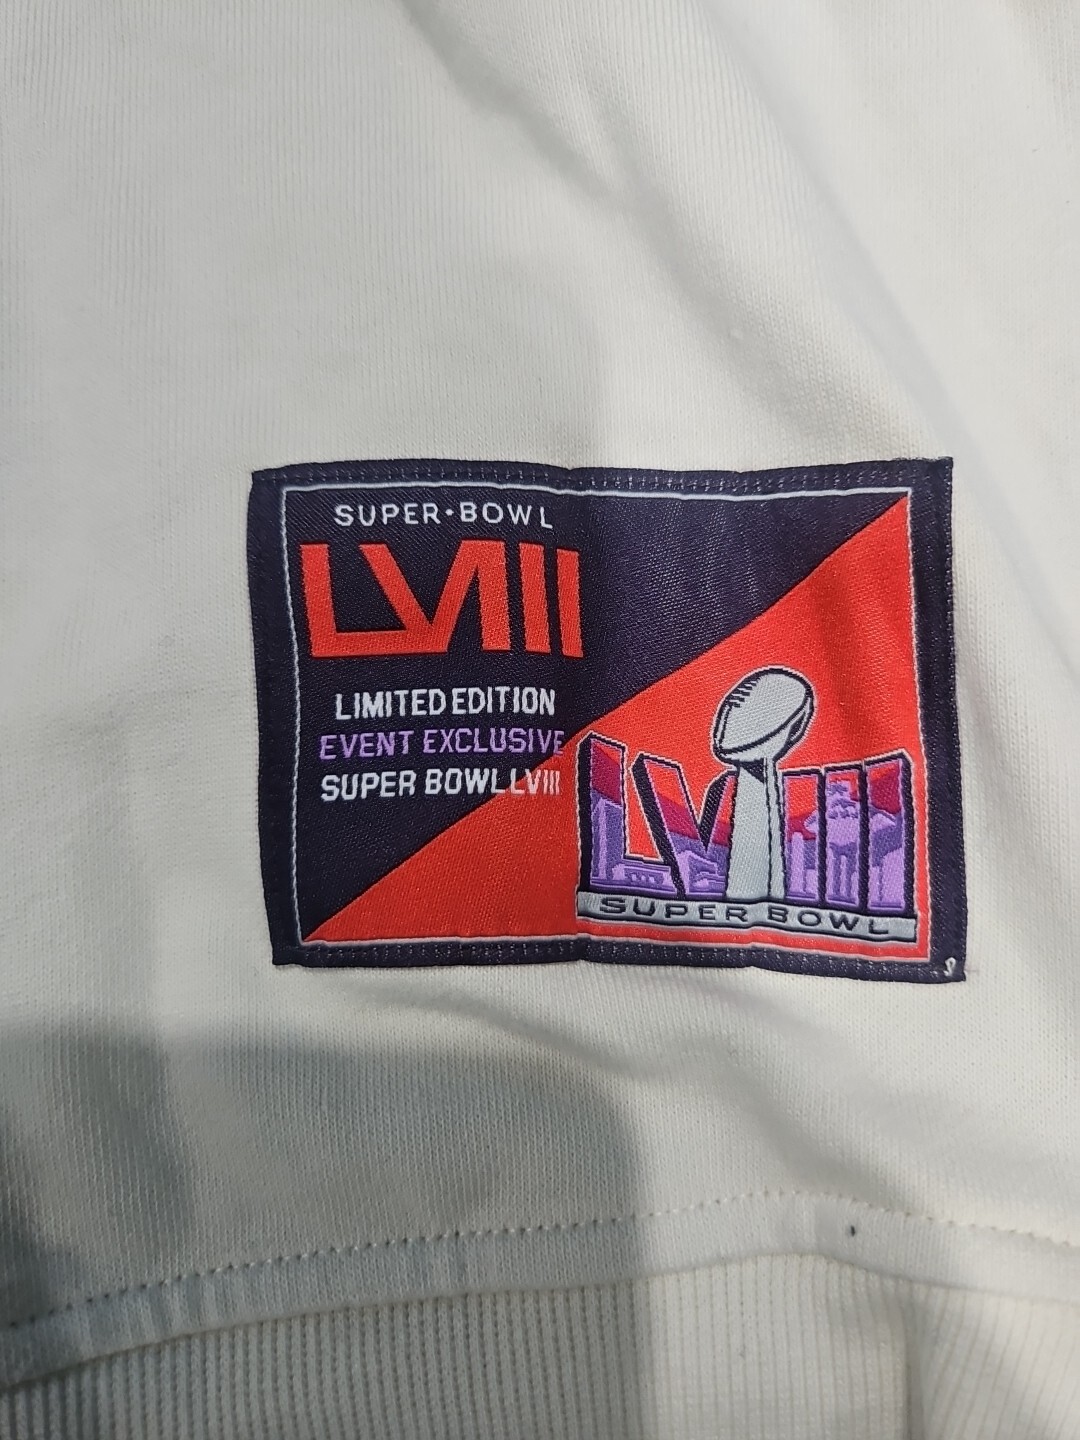 SUPER·BOWL
LVIII
LIMITED EDITION
EVENT EXCLUSIVE
SUPER BOWL LVIII
LVIII
SUPER BOWL